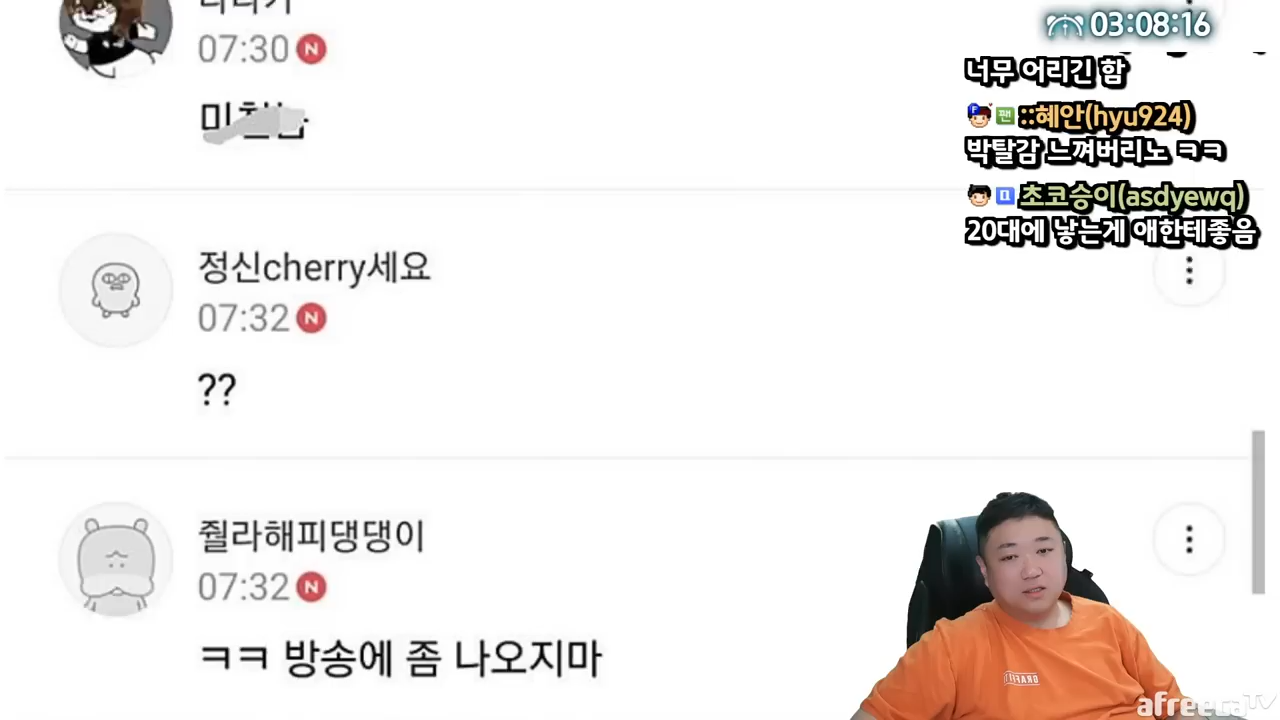 07:30 N
정신cherry세요
07:32 N
??
쥘라해피댕댕이
07:32 N
ㅋㅋ 방송에 좀 나오지마
03:08:16
너무 어리긴 함
F 팬 ::혜안(hyu924)
박탈감 느껴버리노 ㅋㅋ
초코숭이(asdyewq)
20대에 낳는게 애한테좋음
afreecaTV